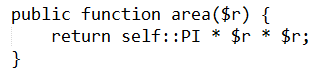 public function area($r) {
    return self::PI * $r * $r;
}